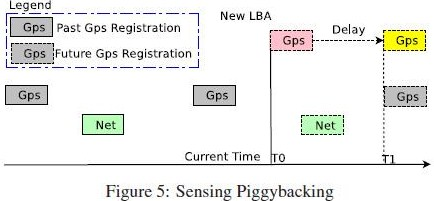 Legend
Gps Past Gps Registration
Gps Future Gps Registration
New LBA
Gps Delay Gps
Gps Gps Gps
Net Net
Current Time T0 T1
Figure 5: Sensing Piggybacking